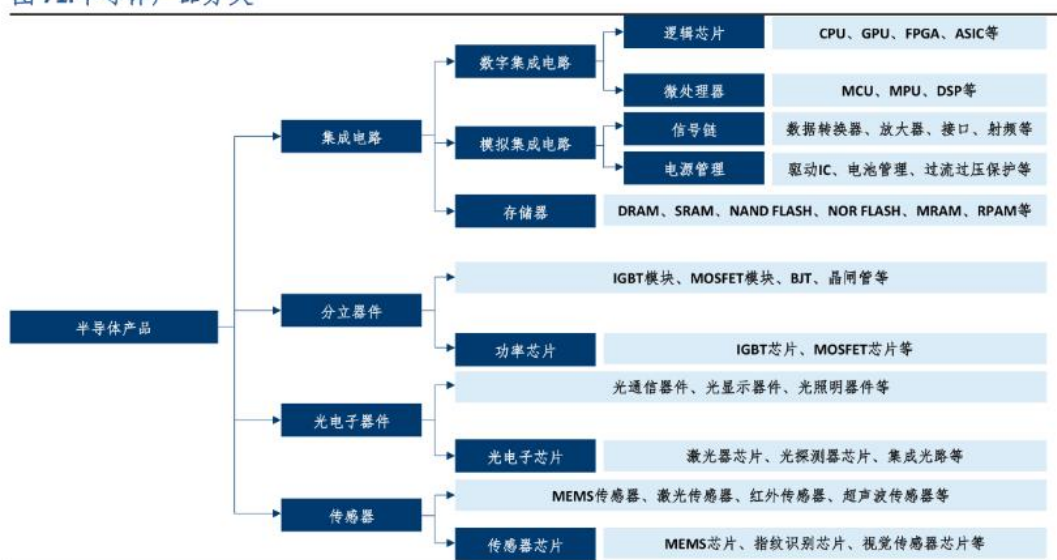 半导体产品分类
逻辑芯片 CPU、GPU、FPGA、ASIC等
数字集成电路
微处理器 MCU、MPU、DSP等
集成电路
信号链 数据转换器、放大器、接口、射频等
模拟集成电路
电源管理 驱动IC、电池管理、过流过压保护等
存储器 DRAM、SRAM、NAND FLASH、NOR FLASH、MRAM、RPAM等
IGBT模块、MOSFET模块、BJT、晶闸管等
分立器件
半导体产品
功率芯片 IGBT芯片、MOSFET芯片等
光通信器件、光显示器件、光照明器件等
光电子器件
光电子芯片 激光器芯片、光探测器芯片、集成光路等
MEMS传感器、激光传感器、红外传感器、超声波传感器等
传感器
传感器芯片 MEMS芯片、指纹识别芯片、视觉传感器芯片等